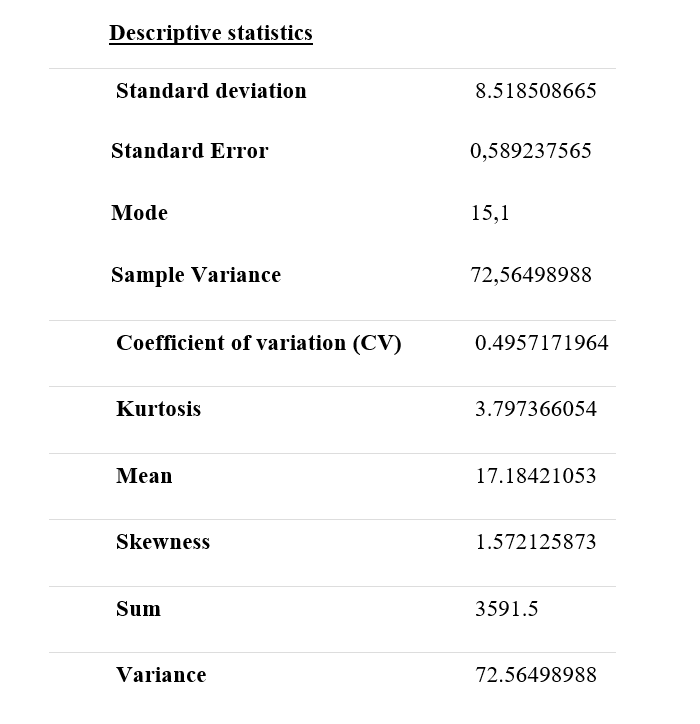 Descriptive statistics
Standard deviation 8.518508665
Standard Error 0,589237565
Mode 15,1
Sample Variance 72,56498988
Coefficient of variation (CV) 0.4957171964
Kurtosis 3.797366054
Mean 17.18421053
Skewness 1.572125873
Sum 3591.5
Variance 72.56498988